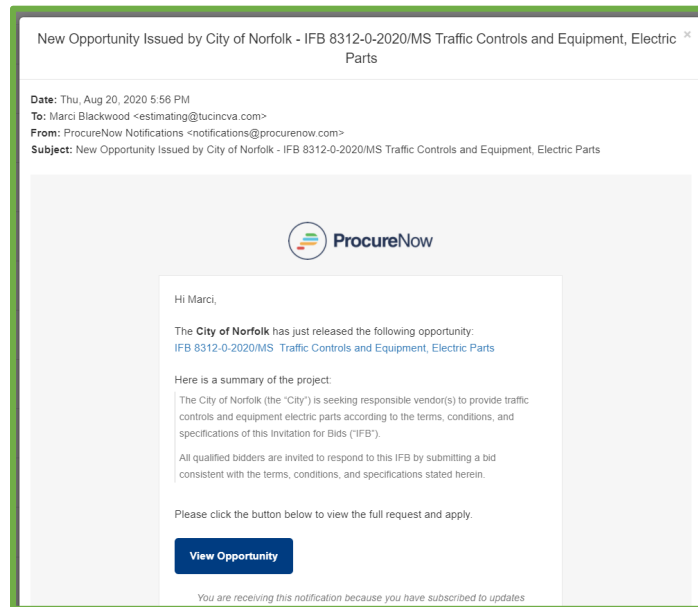 New Opportunity Issued by City of Norfolk - IFB 8312-0-2020/MS Traffic Controls and Equipment, Electric
Parts
×
Date: Thu, Aug 20, 2020 5:56 PM
To: Marci Blackwood <estimating@tucincva.com>
From: ProcureNow Notifications <notifications@procurenow.com>
Subject: New Opportunity Issued by City of Norfolk - IFB 8312-0-2020/MS Traffic Controls and Equipment, Electric Parts
ProcureNow
Hi Marci,
The City of Norfolk has just released the following opportunity:
IFB 8312-0-2020/MS Traffic Controls and Equipment, Electric Parts
Here is a summary of the project:
The City of Norfolk (the “City”) is seeking responsible vendor(s) to provide traffic
controls and equipment electric parts according to the terms, conditions, and
specifications of this Invitation for Bids (“IFB”).
All qualified bidders are invited to respond to this IFB by submitting a bid
consistent with the terms, conditions, and specifications stated herein.
Please click the button below to view the full request and apply.
View Opportunity
You are receiving this notification because you have subscribed to updates